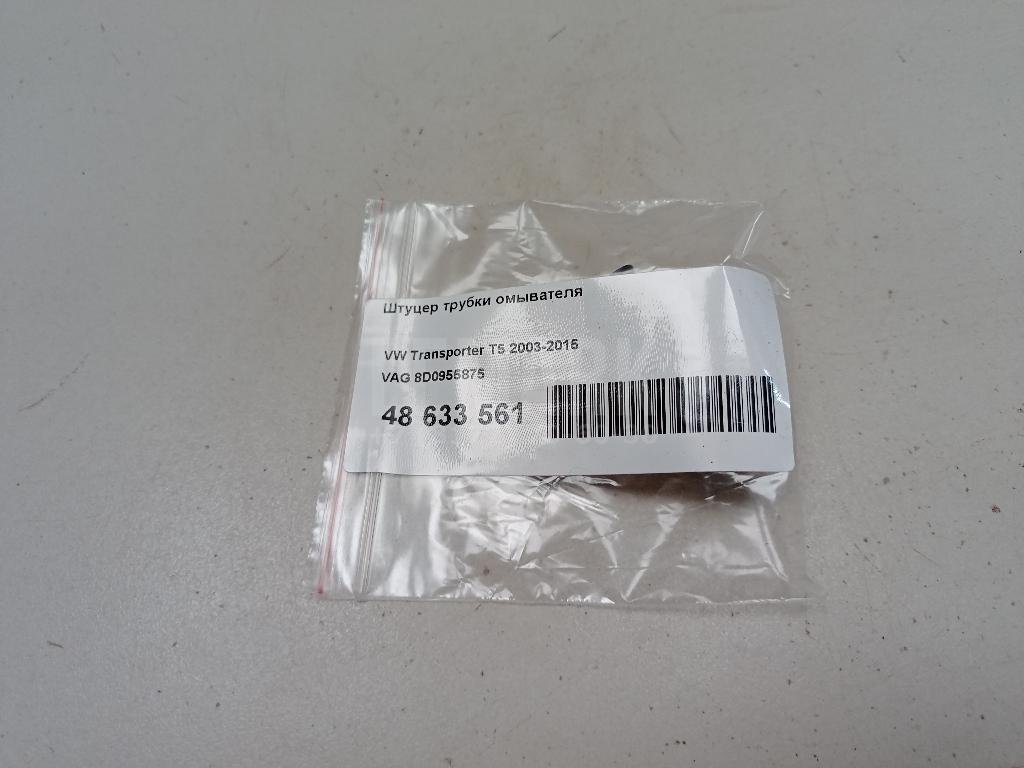 Штуцер трубки омывателя
VW Transporter T5 2003-2015
VAG 8D0955875
48 633 561